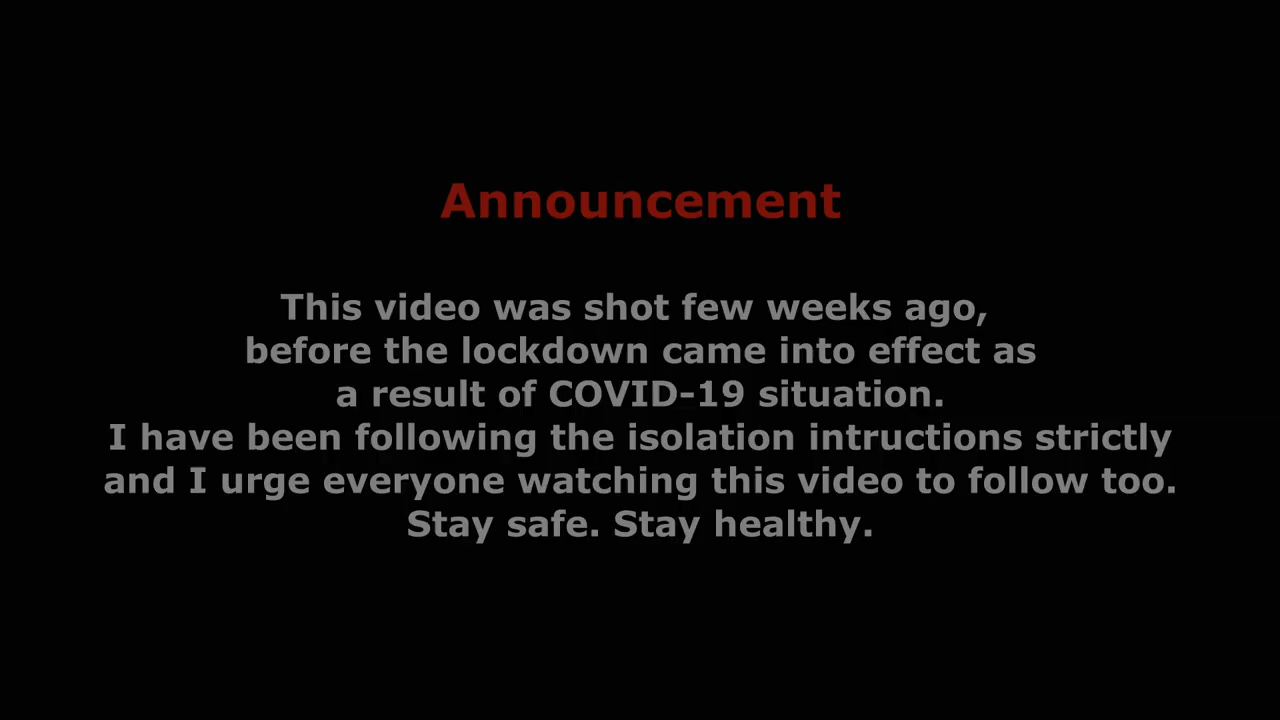 Announcement
This video was shot few weeks ago,
before the lockdown came into effect as
a result of COVID-19 situation.
I have been following the isolation intructions strictly
and I urge everyone watching this video to follow too.
Stay safe. Stay healthy.